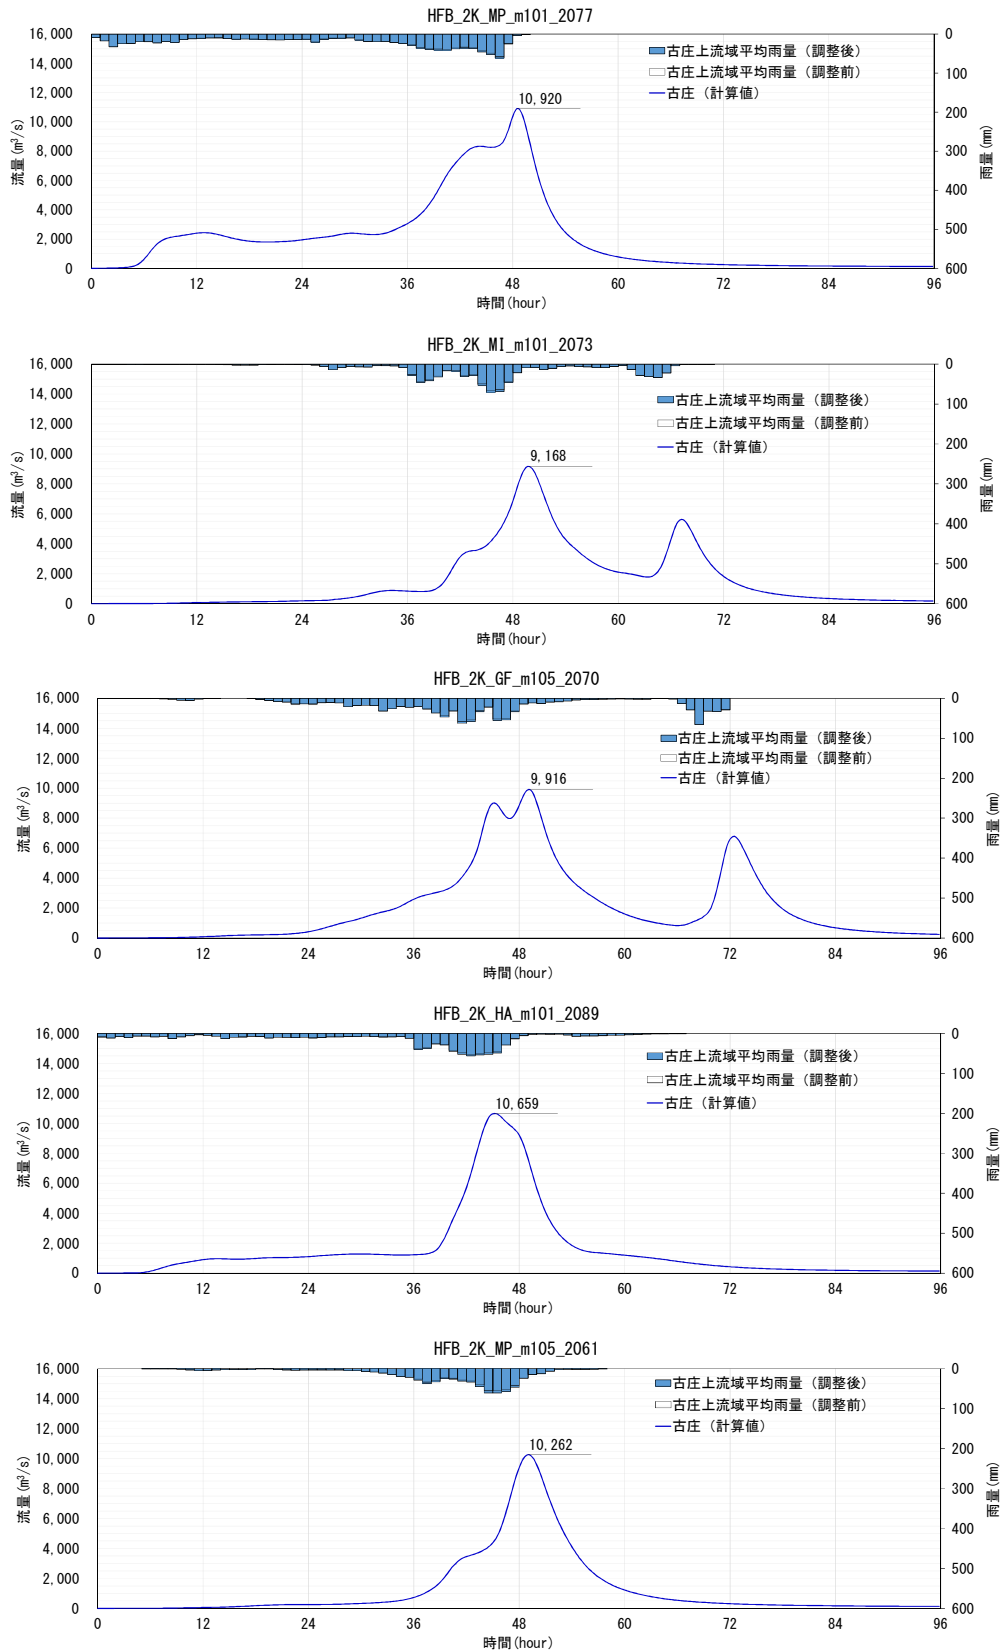 HFB_2K_MP_m101_2077
16,000
14,000
12,000
10,000
8,000
6,000
4,000
2,000
0
流量(m³/s)
0
100
200
300
400
500
600
雨量(mm)
古庄上流域平均雨量（調整後）
古庄上流域平均雨量（調整前）
古庄（計算値）
10,920
0 12 24 36 48 60 72 84 96
時間(hour)
HFB_2K_MI_m101_2073
16,000
14,000
12,000
10,000
8,000
6,000
4,000
2,000
0
流量(m³/s)
0
100
200
300
400
500
600
雨量(mm)
古庄上流域平均雨量（調整後）
古庄上流域平均雨量（調整前）
古庄（計算値）
9,168
0 12 24 36 48 60 72 84 96
時間(hour)
HFB_2K_GF_m105_2070
16,000
14,000
12,000
10,000
8,000
6,000
4,000
2,000
0
流量(m³/s)
0
100
200
300
400
500
600
雨量(mm)
古庄上流域平均雨量（調整後）
古庄上流域平均雨量（調整前）
古庄（計算値）
9,916
0 12 24 36 48 60 72 84 96
時間(hour)
HFB_2K_HA_m101_2089
16,000
14,000
12,000
10,000
8,000
6,000
4,000
2,000
0
流量(m³/s)
0
100
200
300
400
500
600
雨量(mm)
古庄上流域平均雨量（調整後）
古庄上流域平均雨量（調整前）
古庄（計算値）
10,659
0 12 24 36 48 60 72 84 96
時間(hour)
HFB_2K_MP_m105_2061
16,000
14,000
12,000
10,000
8,000
6,000
4,000
2,000
0
流量(m³/s)
0
100
200
300
400
500
600
雨量(mm)
古庄上流域平均雨量（調整後）
古庄上流域平均雨量（調整前）
古庄（計算値）
10,262
0 12 24 36 48 60 72 84 96
時間(hour)